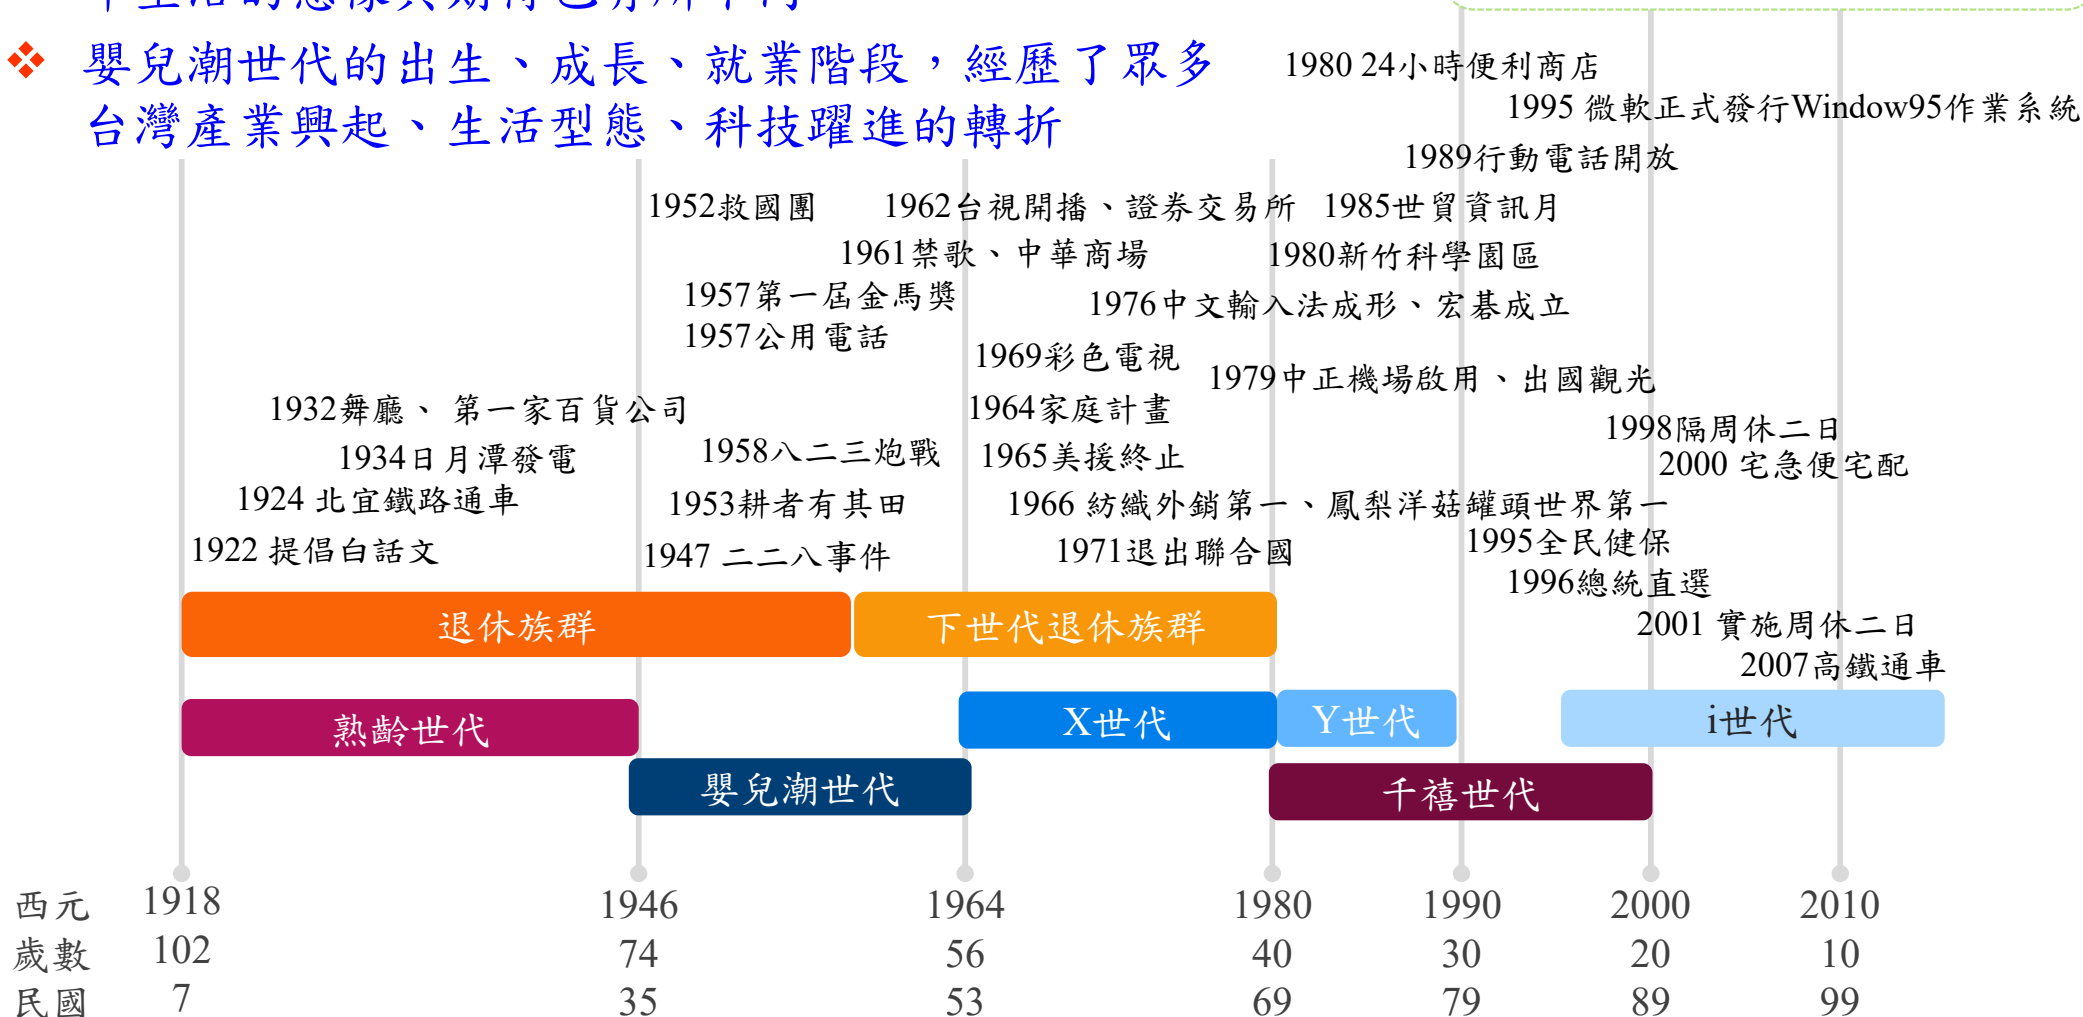 年生活的想像與期待也有所不同
❖ 嬰兒潮世代的出生、成長、就業階段，經歷了眾多
台灣產業興起、生活型態、科技躍進的轉折
1980 24小時便利商店
1995 微軟正式發行Window95作業系統
1989行動電話開放
1952救國團
1962台視開播、證券交易所
1985世貿資訊月
1961禁歌、中華商場
1980新竹科學園區
1957第一屆金馬獎
1976中文輸入法成形、宏碁成立
1957公用電話
1969彩色電視
1979中正機場啟用、出國觀光
1932舞廳、 第一家百貨公司
1964家庭計畫
1998隔周休二日
1934日月潭發電
1958八二三炮戰
1965美援終止
2000 宅急便宅配
1924 北宜鐵路通車
1953耕者有其田
1966 紡織外銷第一、鳳梨洋菇罐頭世界第一
1922 提倡白話文
1947 二二八事件
1971退出聯合國
1995全民健保
1996總統直選
2001 實施周休二日
2007高鐵通車
退休族群
下世代退休族群
熟齡世代
X世代
Y世代
i世代
嬰兒潮世代
千禧世代
西元 1918 1946 1964 1980 1990 2000 2010
歲數 102 74 56 40 30 20 10
民國 7 35 53 69 79 89 99